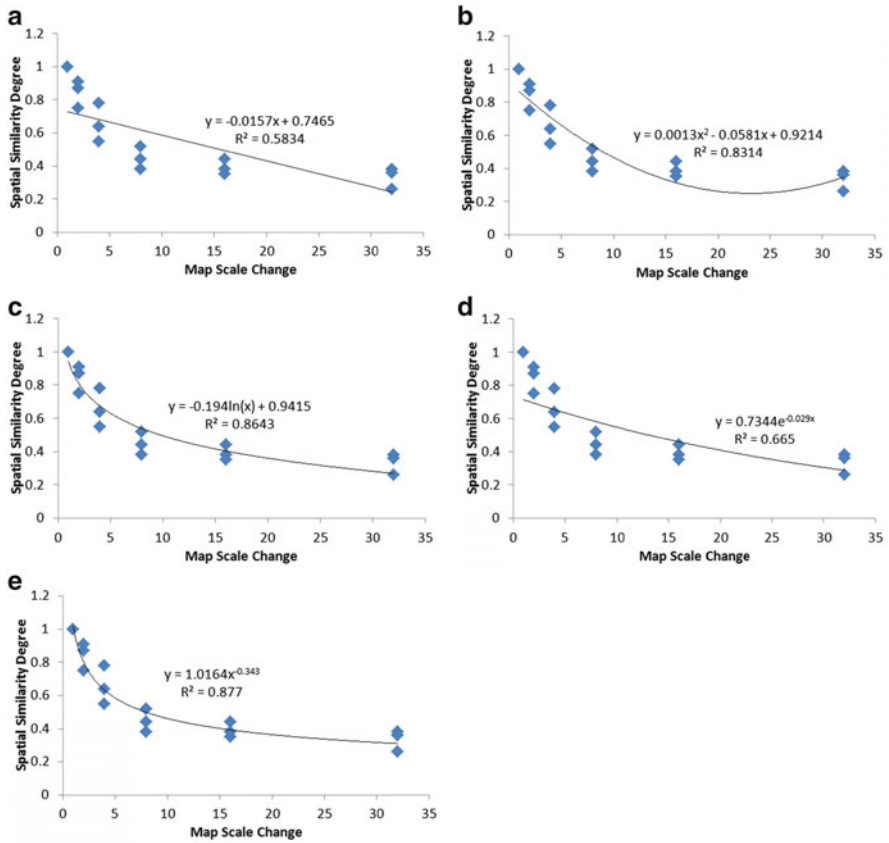 a
1.2
1
0.8
0.6
0.4
0.2
0
Spatial Similarity Degree
y = -0.0157x + 0.7465
R² = 0.5834
0 5 10 15 20 25 30 35
Map Scale Change
b
1.2
1
0.8
0.6
0.4
0.2
0
Spatial Similarity Degree
y = 0.0013x² - 0.0581x + 0.9214
R² = 0.8314
0 5 10 15 20 25 30 35
Map Scale Change
c
1.2
1
0.8
0.6
0.4
0.2
0
Spatial Similarity Degree
y = -0.194ln(x) + 0.9415
R² = 0.8643
0 5 10 15 20 25 30 35
Map Scale Change
d
1.2
1
0.8
0.6
0.4
0.2
0
Spatial Similarity Degree
y = 0.7344e⁻⁰·⁰²⁹ˣ
R² = 0.665
0 5 10 15 20 25 30 35
Map Scale Change
e
1.2
1
0.8
0.6
0.4
0.2
0
Spatial Similarity Degree
y = 1.0164x⁻⁰·³⁴³
R² = 0.877
0 5 10 15 20 25 30 35
Map Scale Change